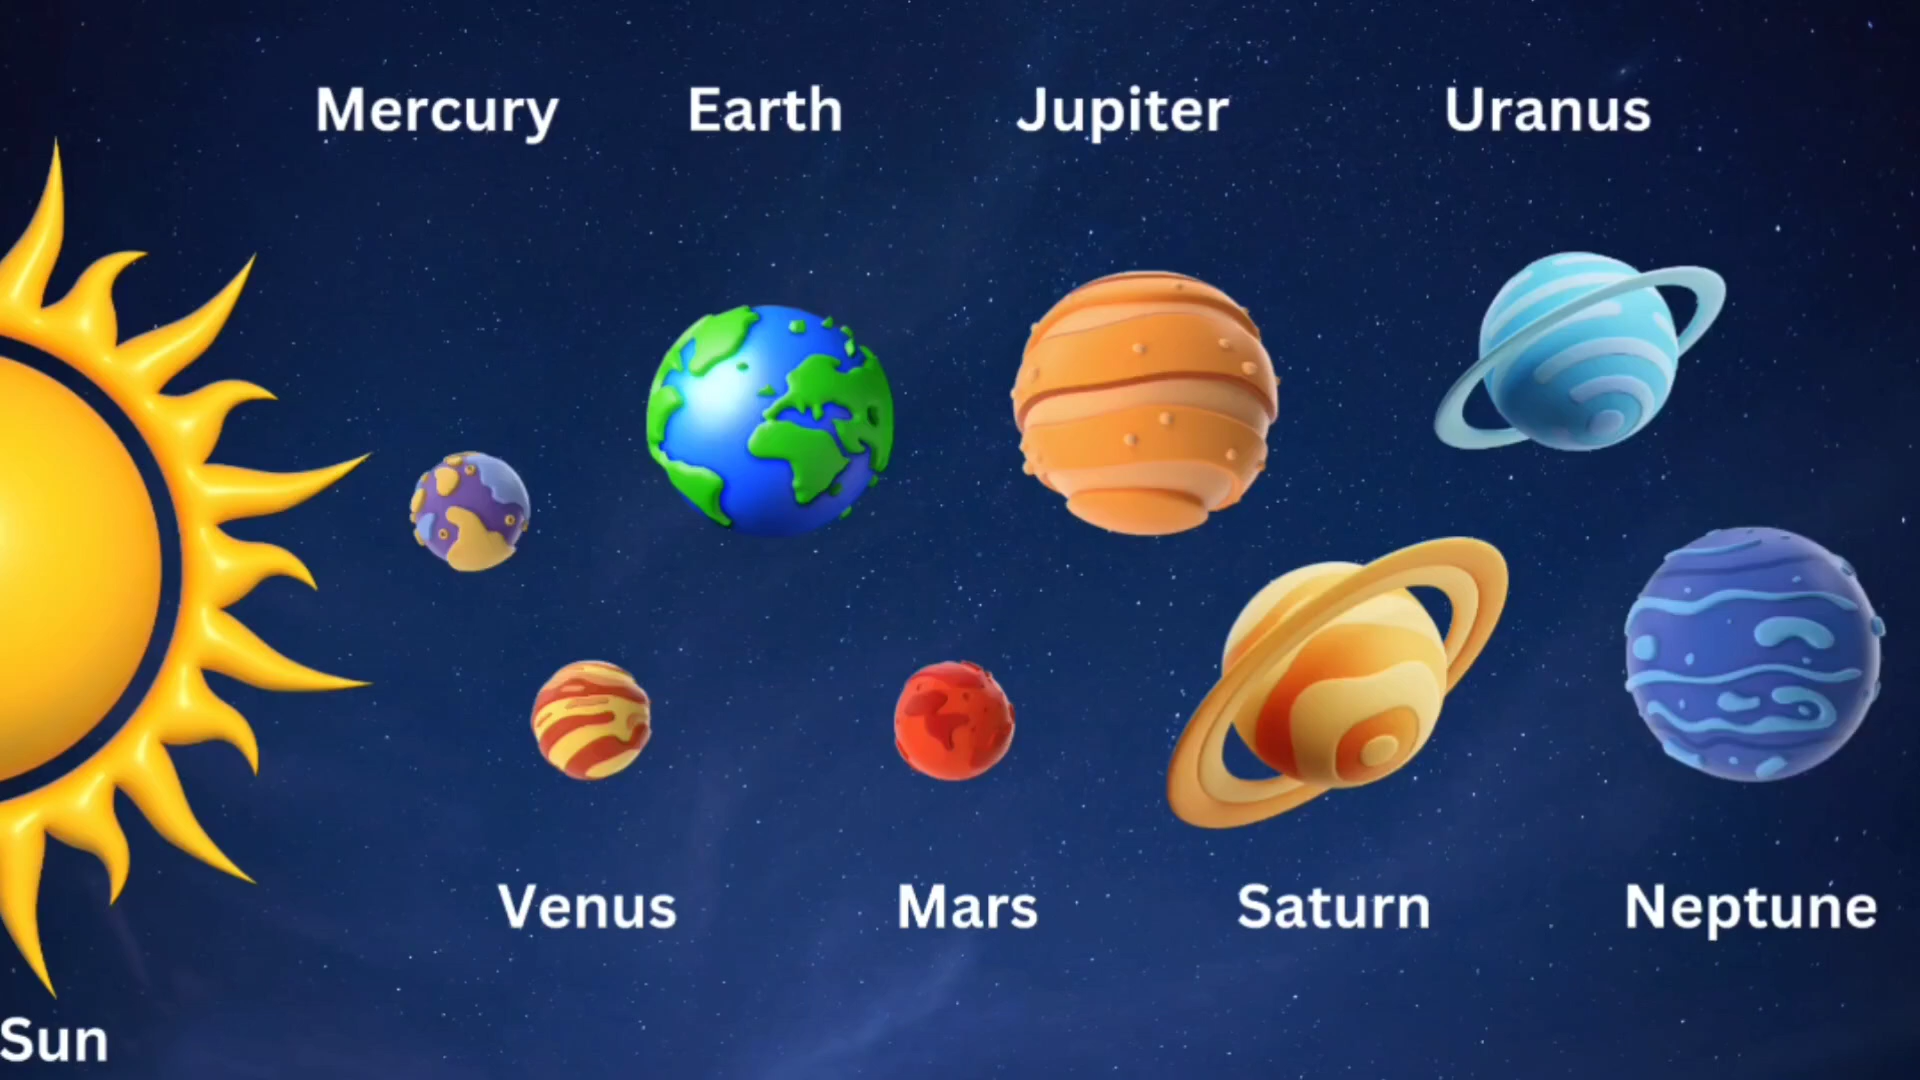 Mercury
Earth
Jupiter
Uranus
Venus
Mars
Saturn
Neptune
Sun